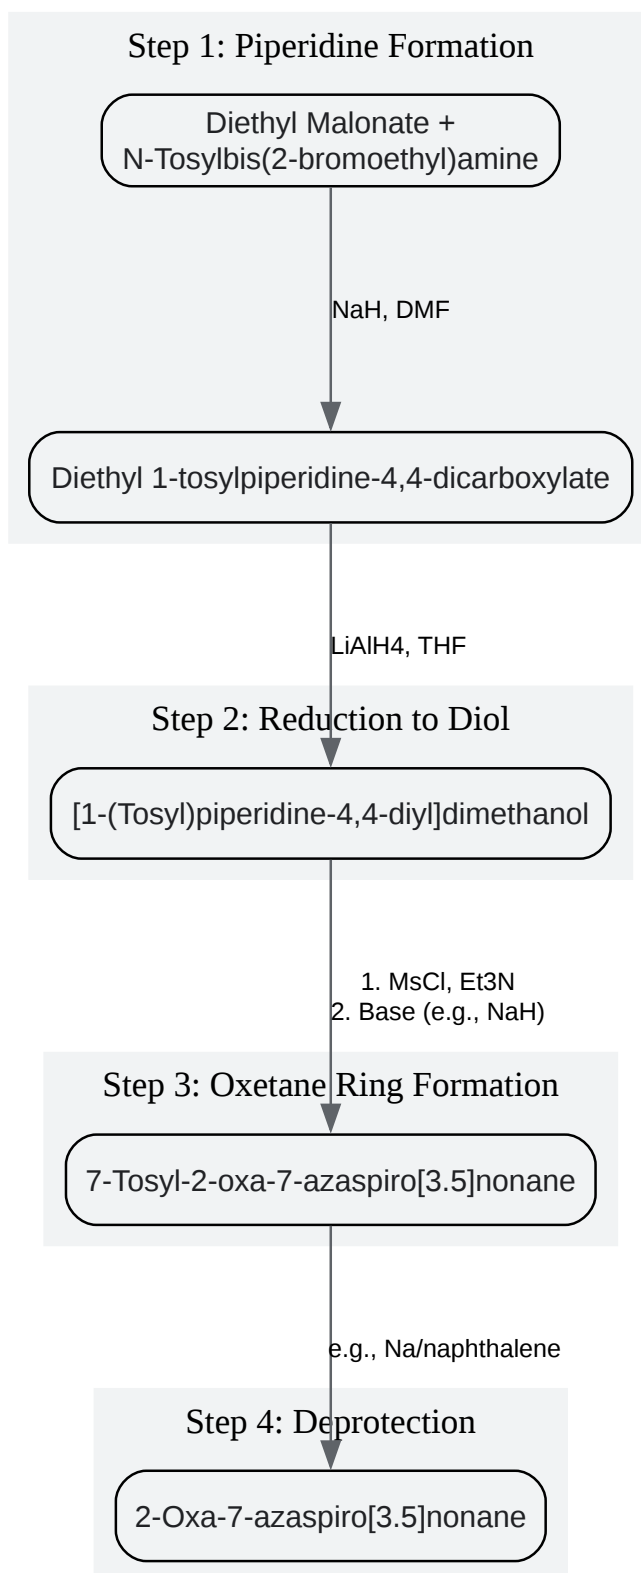 Step 1: Piperidine Formation
Diethyl Malonate +
N-Tosylbis(2-bromoethyl)amine
NaH, DMF
Diethyl 1-tosylpiperidine-4,4-dicarboxylate
LiAlH4, THF
Step 2: Reduction to Diol
[1-(Tosyl)piperidine-4,4-diyl]dimethanol
1. MsCl, Et3N
2. Base (e.g., NaH)
Step 3: Oxetane Ring Formation
7-Tosyl-2-oxa-7-azaspiro[3.5]nonane
e.g., Na/naphthalene
Step 4: Deprotection
2-Oxa-7-azaspiro[3.5]nonane